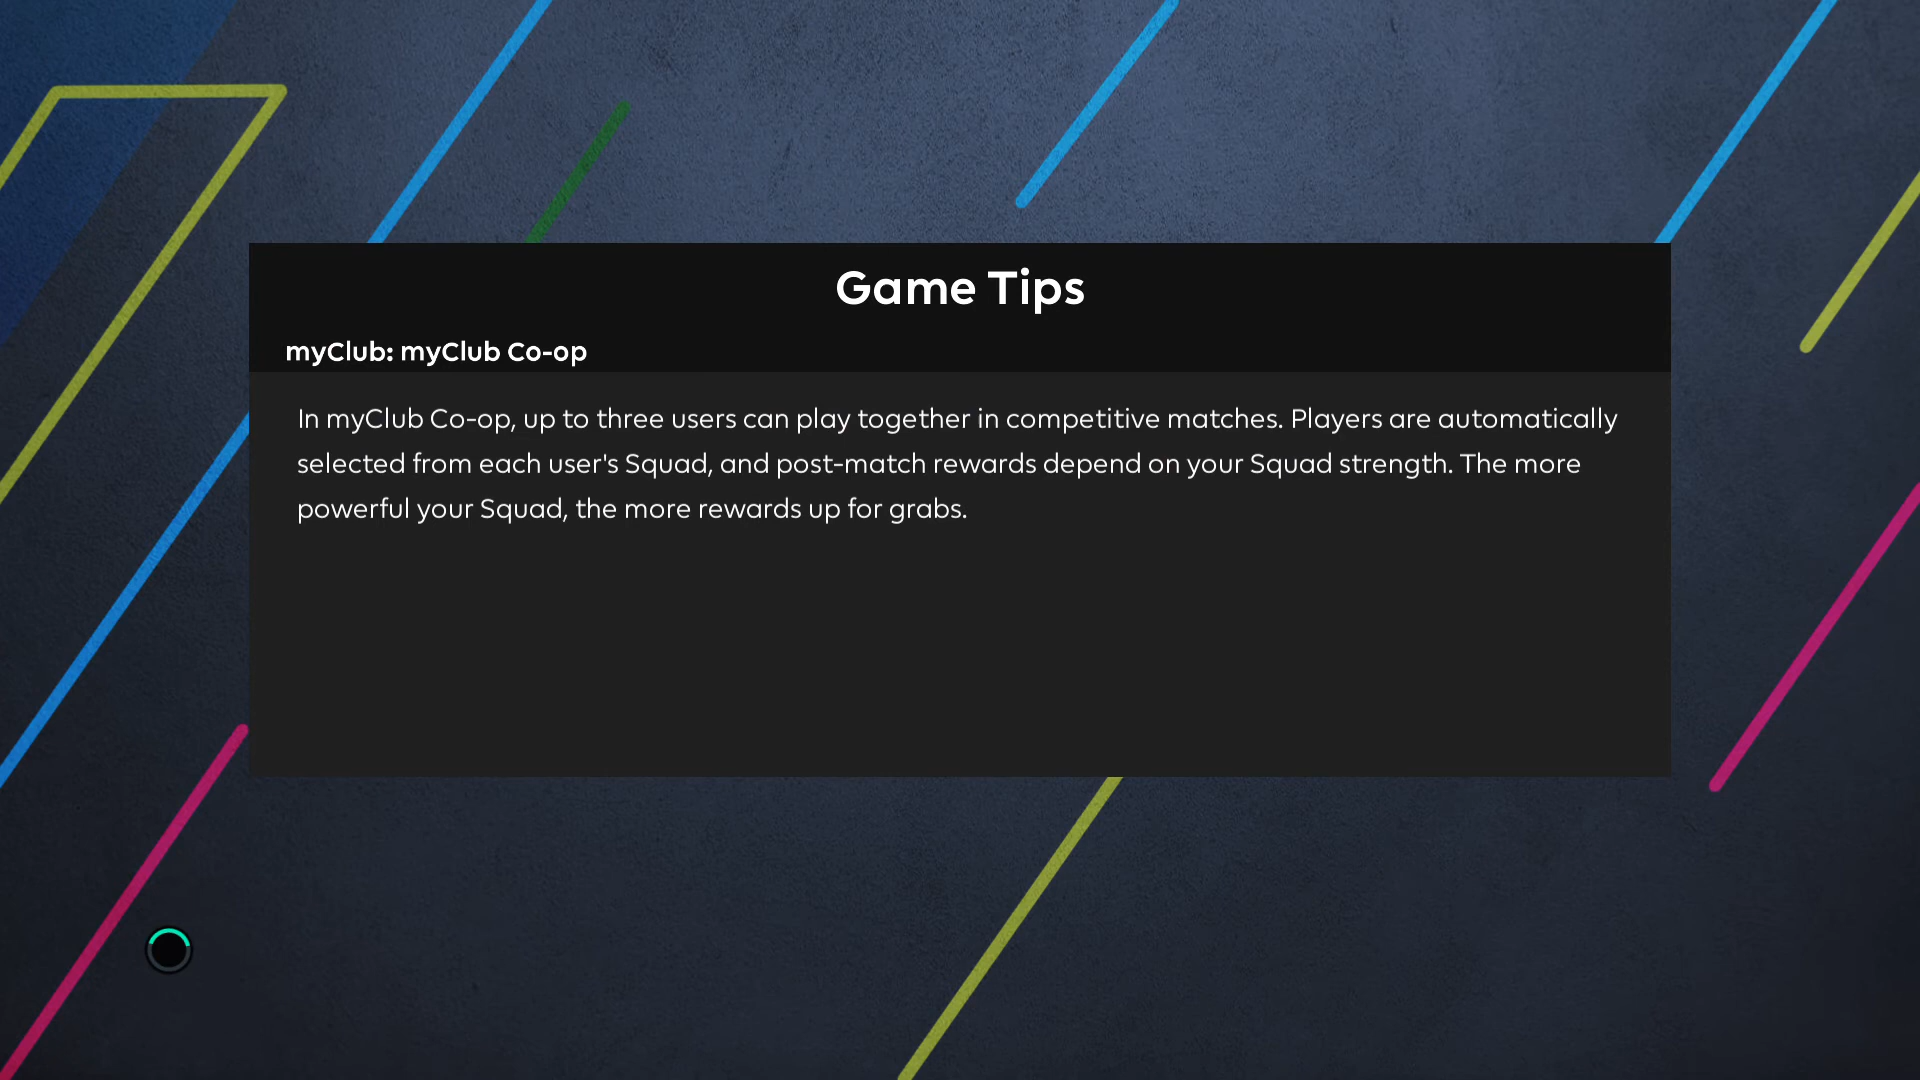 Game Tips
myClub: myClub Co-op
In myClub Co-op, up to three users can play together in competitive matches. Players are automatically
selected from each user's Squad, and post-match rewards depend on your Squad strength. The more
powerful your Squad, the more rewards up for grabs.